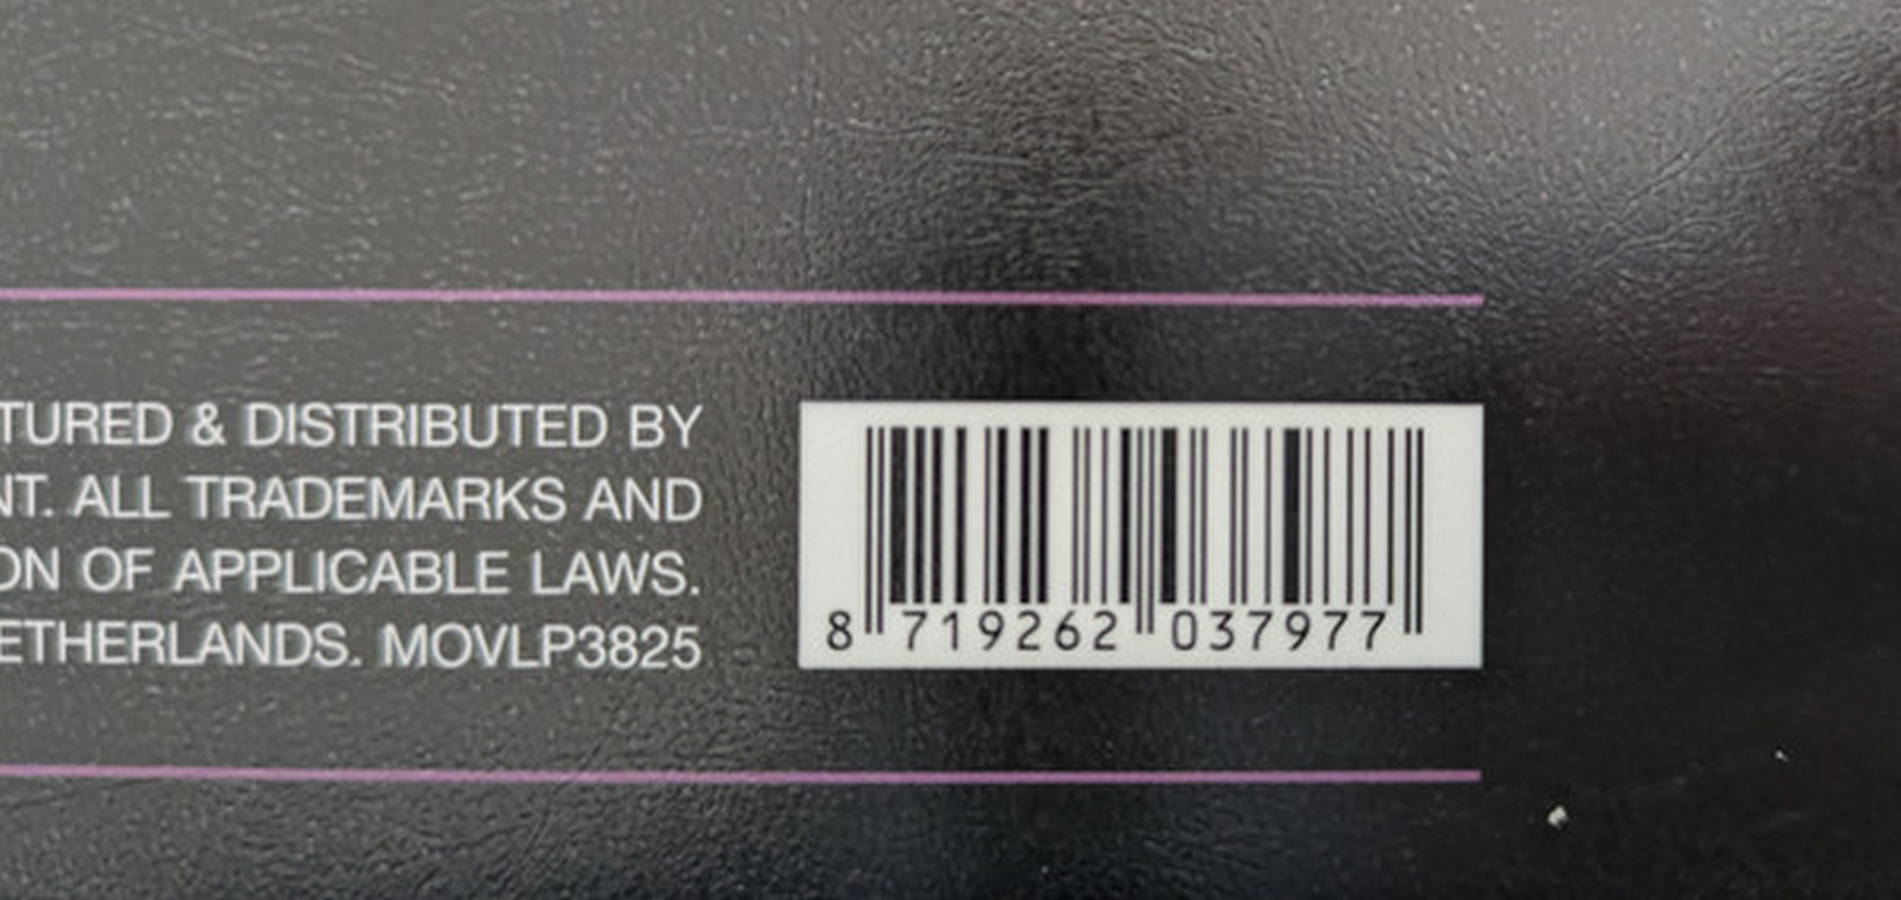 TURED & DISTRIBUTED BY
NT. ALL TRADEMARKS AND
ON OF APPLICABLE LAWS.
ETHERLANDS. MOVLP3825
8 719262 037977